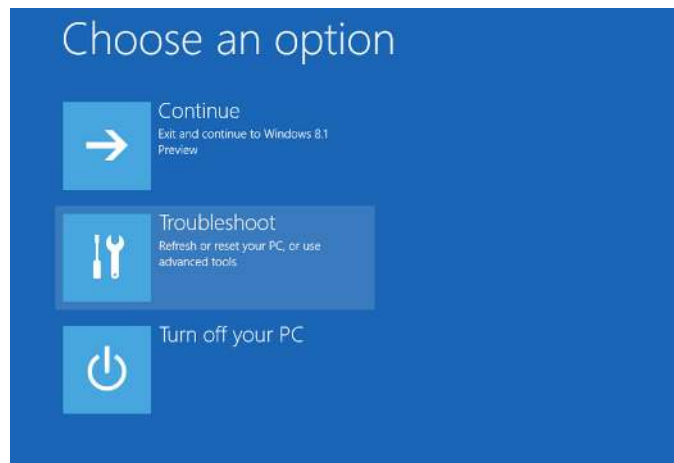 Choose an option
Continue
Exit and continue to Windows 8.1
Preview
Troubleshoot
Refresh or reset your PC, or use
advanced tools
Turn off your PC